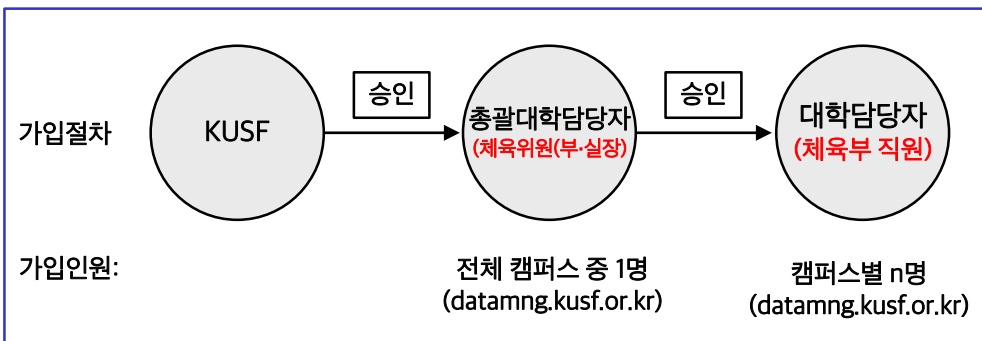 승인
승인
가입절차
KUSF
총괄대학담당자
(체육위원(부·실장)
대학담당자
(체육부 직원)
가입인원:
전체 캠퍼스 중 1명
(datamng.kusf.or.kr)
캠퍼스별 n명
(datamng.kusf.or.kr)